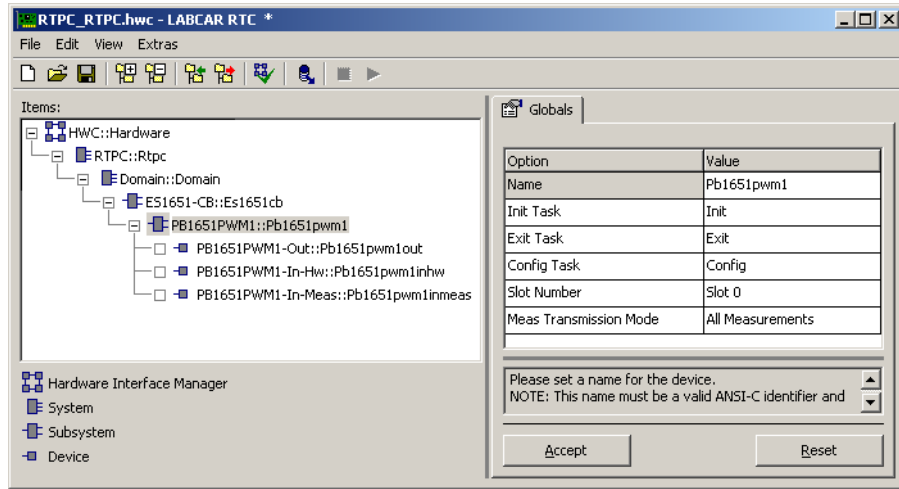 RTPC_RTPC.hwc - LABCAR RTC *
File Edit View Extras
Items:
HWC::Hardware
RTPC::Rtpc
Domain::Domain
ES1651-CB::Es1651cb
PB1651PWM1::Pb1651pwm1
PB1651PWM1-Out::Pb1651pwm1out
PB1651PWM1-In-Hw::Pb1651pwm1inhw
PB1651PWM1-In-Meas::Pb1651pwm1inmeas
Hardware Interface Manager
System
Subsystem
Device
Globals
Option Value
Name Pb1651pwm1
Init Task Init
Exit Task Exit
Config Task Config
Slot Number Slot 0
Meas Transmission Mode All Measurements
Please set a name for the device.
NOTE: This name must be a valid ANSI-C identifier and
Accept Reset